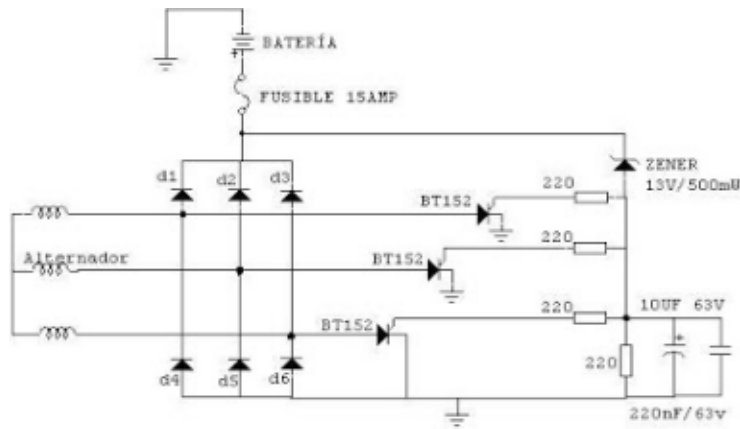 BATERÍA
FUSIBLE 15AMP
d1
d2
d3
ZENER
13V/500mW
220
BT152
220
Alternador
BT152
220
10UF 63V
BT152
d4
d5
d6
220
220nF/63v